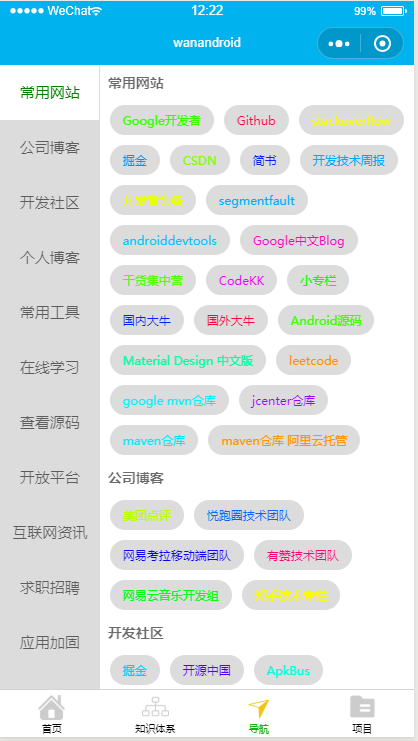 ●●●●● WeChat 12:22 99%
wanandroid
常用网站
公司博客
开发社区
个人博客
常用工具
在线学习
查看源码
开放平台
互联网资讯
求职招聘
应用加固
常用网站
Google开发者 Github stackoverflow
掘金 CSDN 简书 开发技术周报
segmentfault
androiddevtools Google中文Blog
干货集中营 CodeKK 小专栏
国内大牛 国外大牛 Android源码
Material Design 中文版 leetcode
google mvn仓库 jcenter仓库
maven仓库 maven仓库 阿里云托管
公司博客
美团点评 悦跑圈技术团队
网易考拉移动端团队 有赞技术团队
网易云音乐开发组 知乎技术专栏
开发社区
掘金 开源中国 ApkBus
首页 知识体系 导航 项目